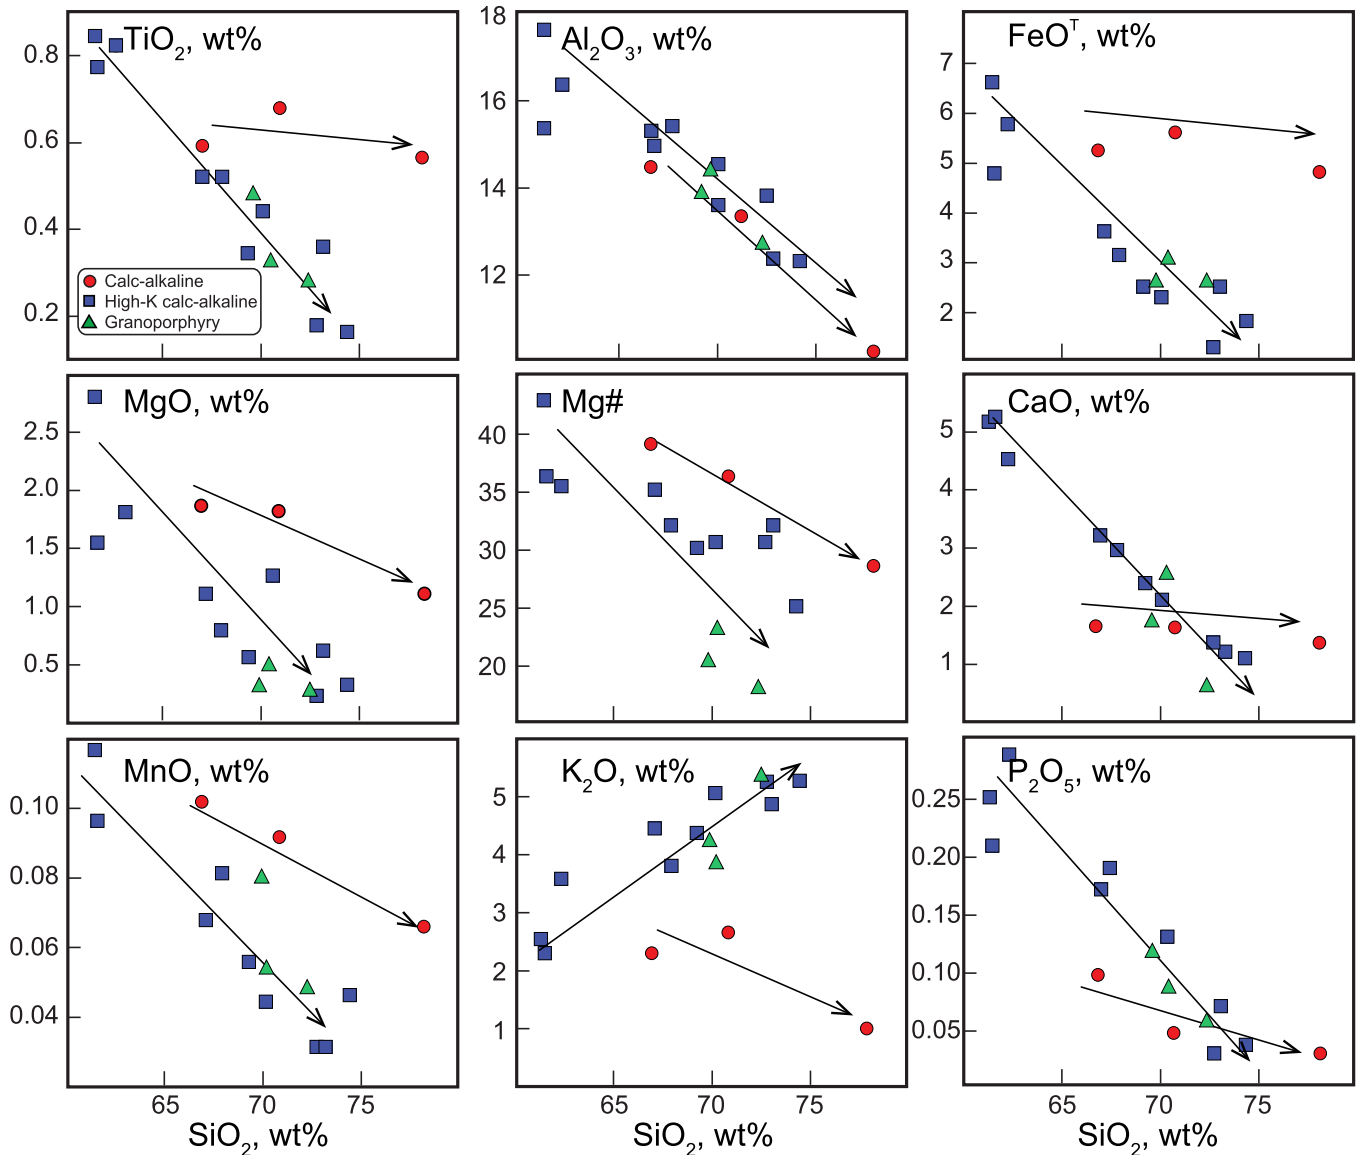 TiO₂, wt%
0.8
0.6
0.4
0.2
Calc-alkaline
High-K calc-alkaline
Granoporphyry
Al₂O₃, wt%
18
16
14
12
FeOᵀ, wt%
7
6
5
4
3
2
MgO, wt%
2.5
2.0
1.5
1.0
0.5
Mg#
40
35
30
25
20
CaO, wt%
5
4
3
2
1
MnO, wt%
0.10
0.08
0.06
0.04
65 70 75
SiO₂, wt%
K₂O, wt%
5
4
3
2
1
65 70 75
SiO₂, wt%
P₂O₅, wt%
0.25
0.20
0.15
0.10
0.05
65 70 75
SiO₂, wt%